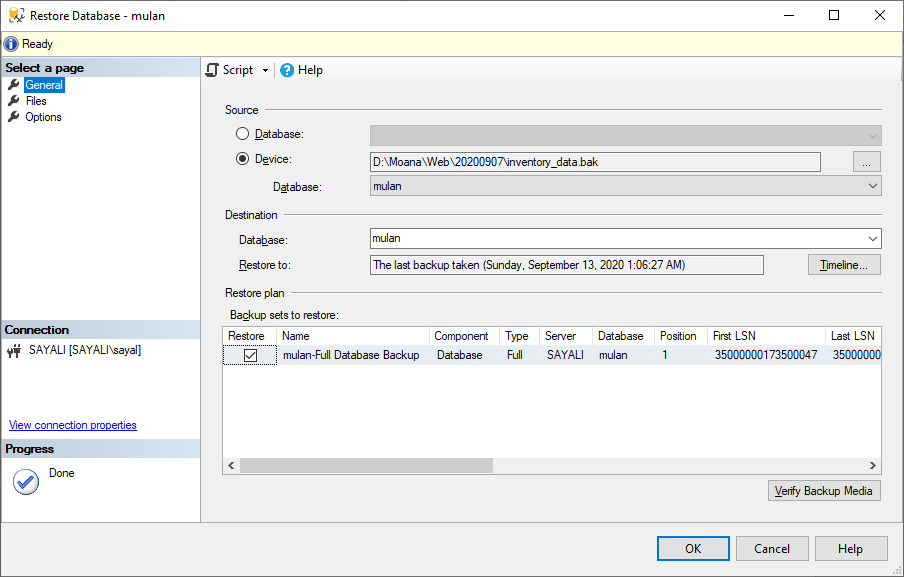 Restore Database - mulan
Ready
Select a page
General
Files
Options
Connection
SAYALI [SAYALI\sayal]
View connection properties
Progress
Done
Script Help
Source
Database:
Device: D:\Moana\Web\20200907\inventory_data.bak ...
Database: mulan
Destination
Database: mulan
Restore to: The last backup taken (Sunday, September 13, 2020 1:06:27 AM) Timeline...
Restore plan
Backup sets to restore:
Restore Name Component Type Server Database Position First LSN Last LSN
mulan-Full Database Backup Database Full SAYALI mulan 1 35000000173500047 35000000
Verify Backup Media
OK Cancel Help